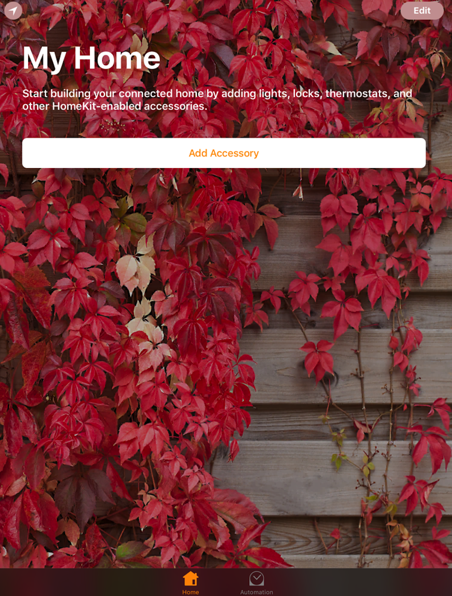 Edit
My Home
Start building your connected home by adding lights, locks, thermostats, and
other HomeKit-enabled accessories.
Add Accessory
Home
Automation